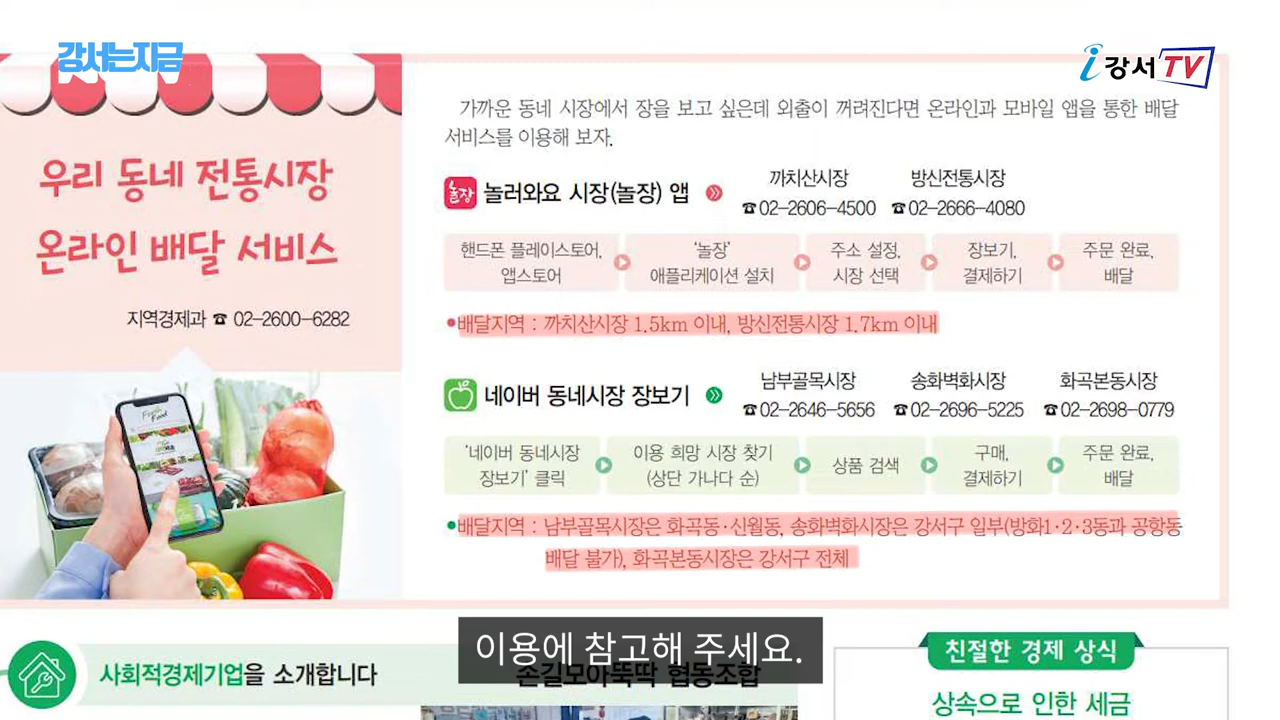 강서는지금
i강서TV
우리 동네 전통시장
온라인 배달 서비스
지역경제과 ☎ 02-2600-6282
가까운 동네 시장에서 장을 보고 싶은데 외출이 꺼려진다면 온라인과 모바일 앱을 통한 배달
서비스를 이용해 보자.
놀장 놀러와요 시장(놀장) 앱
까치산시장 방신전통시장
☎02-2606-4500 ☎02-2666-4080
핸드폰 플레이스토어,
앱스토어
'놀장'
애플리케이션 설치
주소 설정,
시장 선택
장보기,
결제하기
주문 완료,
배달
•배달지역 : 까치산시장 1.5km 이내, 방신전통시장 1.7km 이내
네이버 동네시장 장보기
남부골목시장 송화벽화시장 화곡본동시장
☎02-2646-5656 ☎02-2696-5225 ☎02-2698-0779
'네이버 동네시장
장보기' 클릭
이용 희망 시장 찾기
(상단 가나다 순)
상품 검색
구매,
결제하기
주문 완료,
배달
•배달지역 : 남부골목시장은 화곡동·신월동, 송화벽화시장은 강서구 일부(방화1·2·3동과 공항동
배달 불가), 화곡본동시장은 강서구 전체
Fresh Food
이용에 참고해 주세요.
사회적경제기업을 소개합니다
손길모아뚝딱 협동조합
친절한 경제 상식
상속으로 인한 세금